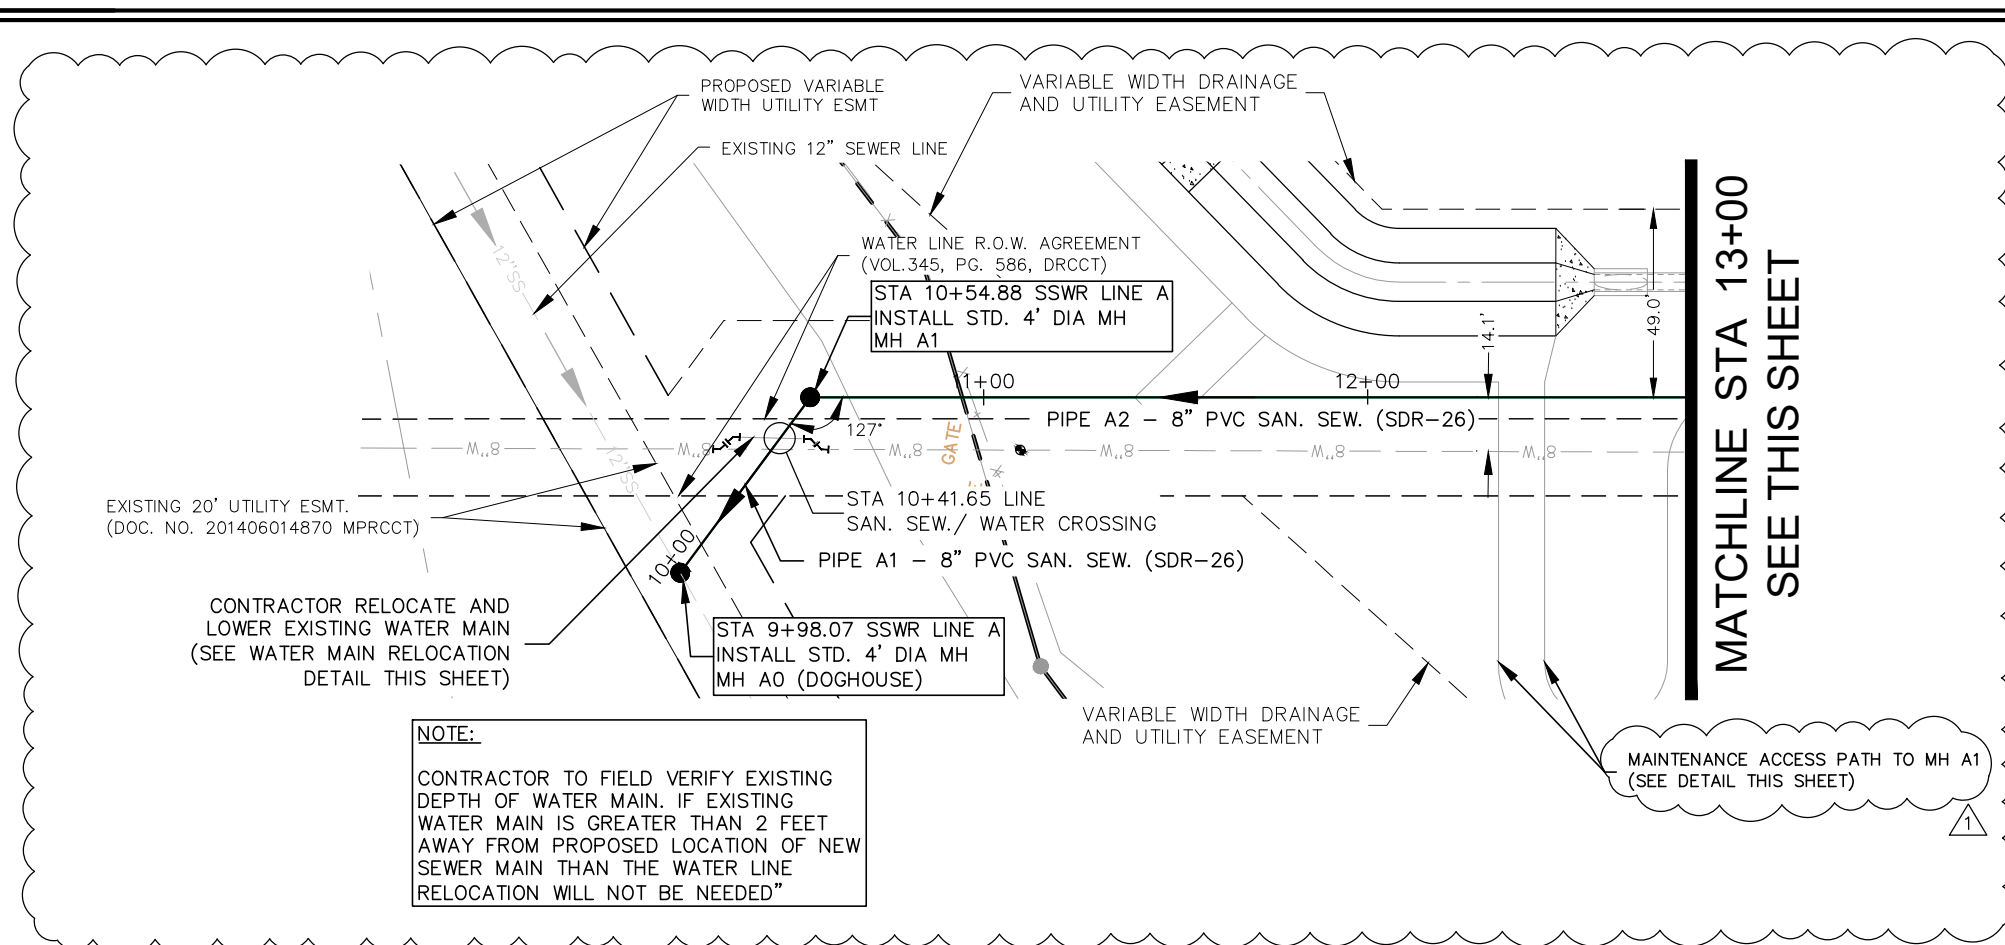 PROPOSED VARIABLE
WIDTH UTILITY ESMT
VARIABLE WIDTH DRAINAGE
AND UTILITY EASEMENT
EXISTING 12" SEWER LINE
WATER LINE R.O.W. AGREEMENT
(VOL.345, PG. 586, DRCCT)
12"SS
STA 10+54.88 SSWR LINE A
INSTALL STD. 4' DIA MH
MH A1
14.1'
49.0'
MATCHLINE STA 13+00
SEE THIS SHEET
11+00
12+00
PIPE A2 - 8" PVC SAN. SEW. (SDR-26)
127°
GATE
8"W
8"W
8"W
8"W
8"W
8"W
12"SS
EXISTING 20' UTILITY ESMT.
(DOC. NO. 201406014870 MPRCCT)
STA 10+41.65 LINE
SAN. SEW./ WATER CROSSING
10+00
PIPE A1 - 8" PVC SAN. SEW. (SDR-26)
CONTRACTOR RELOCATE AND
LOWER EXISTING WATER MAIN
(SEE WATER MAIN RELOCATION
DETAIL THIS SHEET)
STA 9+98.07 SSWR LINE A
INSTALL STD. 4' DIA MH
MH A0 (DOGHOUSE)
VARIABLE WIDTH DRAINAGE
AND UTILITY EASEMENT
MAINTENANCE ACCESS PATH TO MH A1
(SEE DETAIL THIS SHEET)
1
NOTE:
CONTRACTOR TO FIELD VERIFY EXISTING
DEPTH OF WATER MAIN. IF EXISTING
WATER MAIN IS GREATER THAN 2 FEET
AWAY FROM PROPOSED LOCATION OF NEW
SEWER MAIN THAN THE WATER LINE
RELOCATION WILL NOT BE NEEDED"